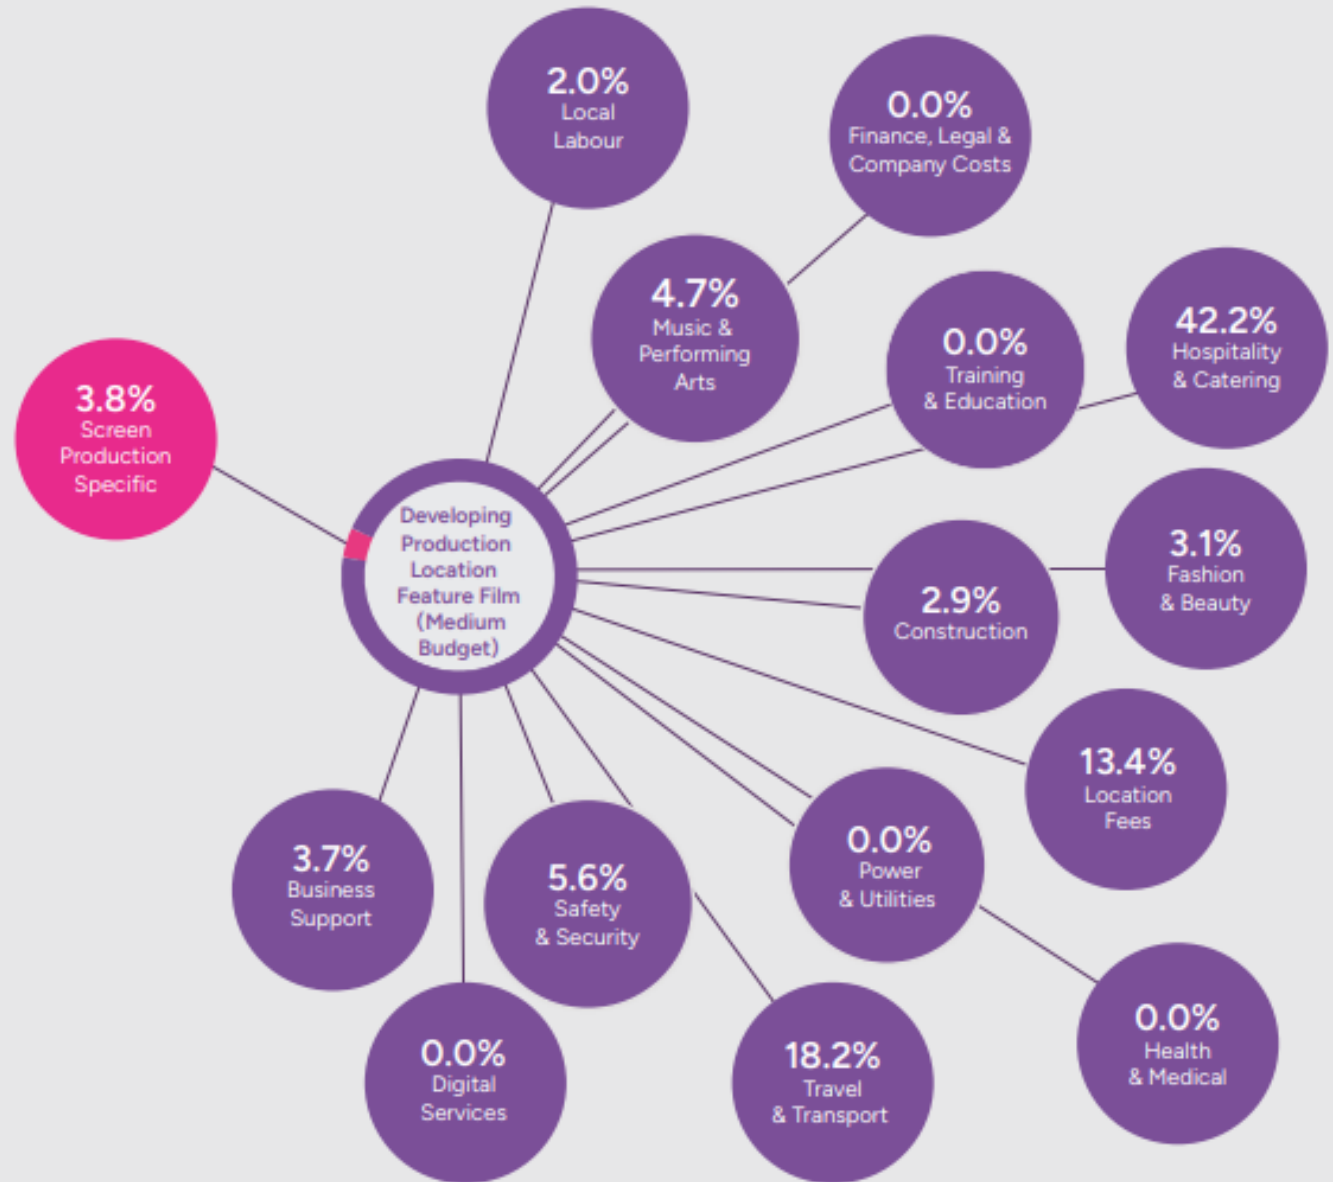 2.0%
Local
Labour
0.0%
Finance, Legal &
Company Costs
4.7%
Music &
Performing
Arts
0.0%
Training
& Education
42.2%
Hospitality
& Catering
3.8%
Screen
Production
Specific
Developing
Production
Location
Feature Film
(Medium
Budget)
3.1%
Fashion
& Beauty
2.9%
Construction
13.4%
Location
Fees
3.7%
Business
Support
5.6%
Safety
& Security
0.0%
Power
& Utilities
0.0%
Digital
Services
18.2%
Travel
& Transport
0.0%
Health
& Medical